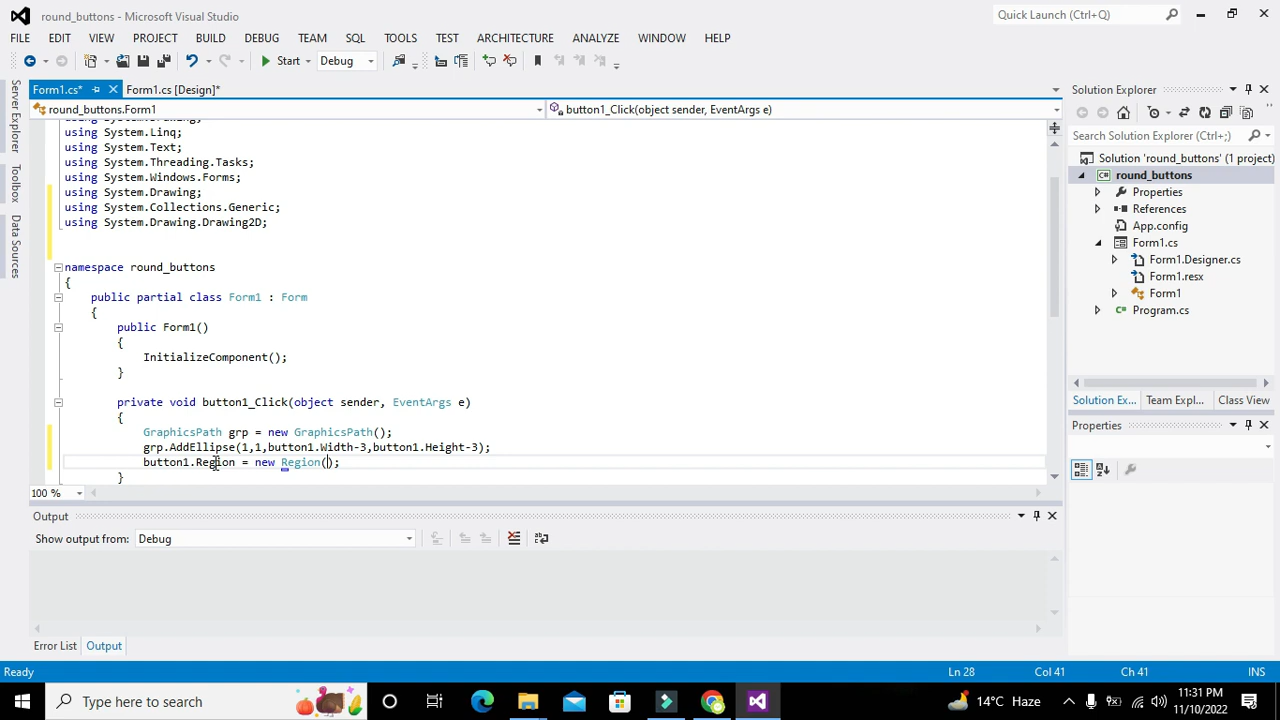 round_buttons - Microsoft Visual Studio
Quick Launch (Ctrl+Q)
FILE EDIT VIEW PROJECT BUILD DEBUG TEAM SQL TOOLS TEST ARCHITECTURE ANALYZE WINDOW HELP
Start Debug
Form1.cs* Form1.cs [Design]*
round_buttons.Form1 button1_Click(object sender, EventArgs e)
Server Explorer
Toolbox
Data Sources
using System.Linq;
using System.Text;
using System.Threading.Tasks;
using System.Windows.Forms;
using System.Drawing;
using System.Collections.Generic;
using System.Drawing.Drawing2D;
namespace round_buttons
{
public partial class Form1 : Form
{
public Form1()
{
InitializeComponent();
}
private void button1_Click(object sender, EventArgs e)
{
GraphicsPath grp = new GraphicsPath();
grp.AddEllipse(1,1,button1.Width-3,button1.Height-3);
button1.Region = new Region();
}
100 %
Output
Show output from: Debug
Error List Output
Solution Explorer
Search Solution Explorer (Ctrl+;)
Solution 'round_buttons' (1 project)
round_buttons
Properties
References
App.config
Form1.cs
Form1.Designer.cs
Form1.resx
Form1
Program.cs
Solution Ex... Team Expl... Class View
Properties
Ready Ln 28 Col 41 Ch 41 INS
Type here to search
14°C Haze
11:31 PM
11/10/2022